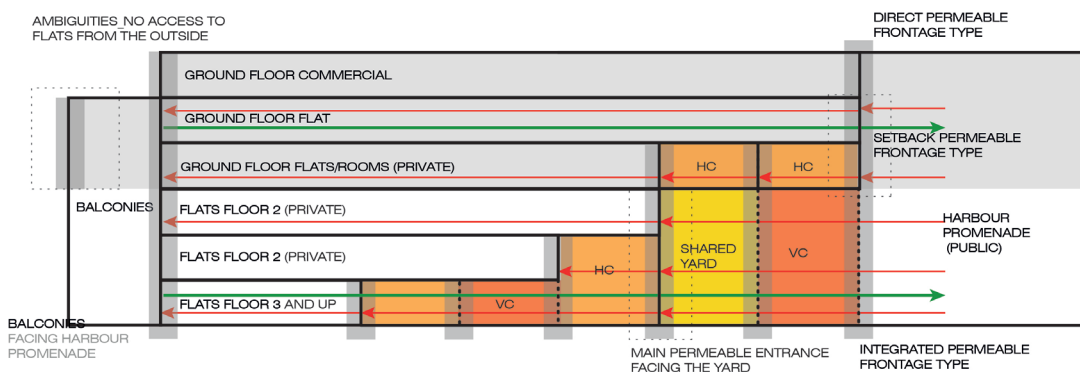 AMBIGUITIES_NO ACCESS TO
FLATS FROM THE OUTSIDE
DIRECT PERMEABLE
FRONTAGE TYPE
GROUND FLOOR COMMERCIAL
GROUND FLOOR FLAT
SETBACK PERMEABLE
FRONTAGE TYPE
GROUND FLOOR FLATS/ROOMS (PRIVATE)
HC
HC
BALCONIES
FLATS FLOOR 2 (PRIVATE)
HARBOUR
PROMENADE
(PUBLIC)
FLATS FLOOR 2 (PRIVATE)
HC
SHARED
YARD
VC
FLATS FLOOR 3 AND UP
VC
BALCONIES
FACING HARBOUR
PROMENADE
MAIN PERMEABLE ENTRANCE
FACING THE YARD
INTEGRATED PERMEABLE
FRONTAGE TYPE